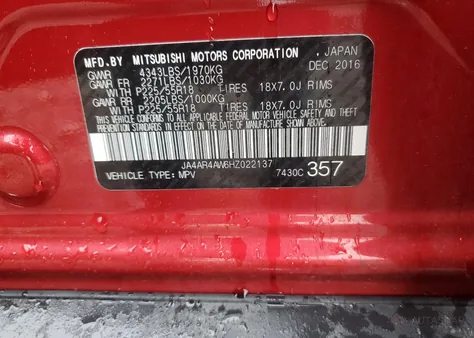 MFD.BY MITSUBISHI MOTORS CORPORATION , JAPAN
GVWR 4343LBS/1970KG DEC 2016
GAWR FR 2271LBS/1030KG
WITH P225/55R18 TIRES 18X7.0J RIMS
GAWR RR 2205LBS/1000KG
WITH P225/55R18 TIRES 18X7.0J RIMS
THIS VEHICLE CONFORMS TO ALL APPLICABLE FEDERAL MOTOR VEHICLE SAFETY AND
THEFT PREVENTION STANDARDS IN EFFECT ON THE DATE OF MANUFACTURE SHOWN ABOVE.
JA4AR4AW6HZ022137
VEHICLE TYPE: MPV 7430C 357